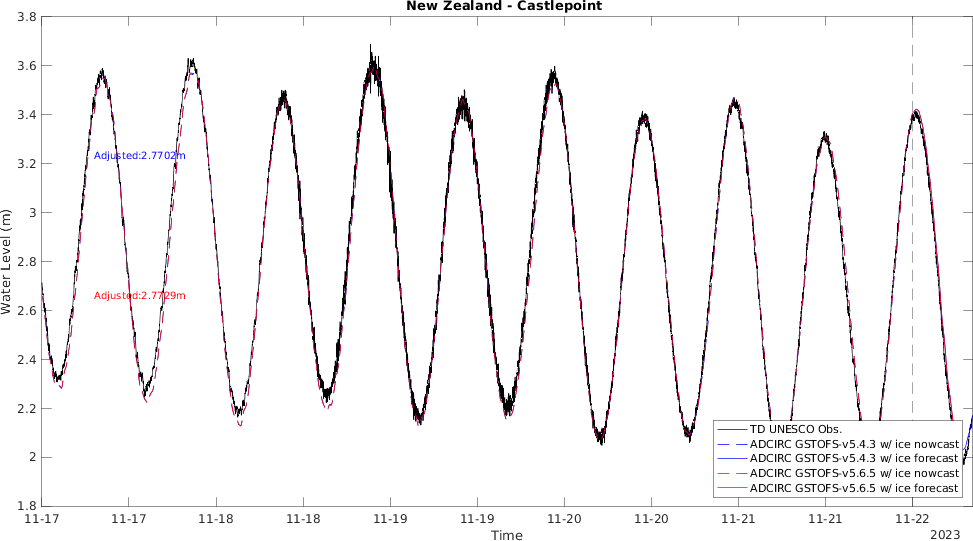 New Zealand - Castlepoint
3.8
3.6
3.4
3.2
3
2.8
2.6
2.4
2.2
2
1.8
Water Level (m)
Adjusted:2.7702m
Adjusted:2.7729m
TD UNESCO Obs.
ADCIRC GSTOFS-v5.4.3 w/ ice nowcast
ADCIRC GSTOFS-v5.4.3 w/ ice forecast
ADCIRC GSTOFS-v5.6.5 w/ ice nowcast
ADCIRC GSTOFS-v5.6.5 w/ ice forecast
11-17 11-17 11-18 11-18 11-19 11-19 11-20 11-20 11-21 11-21 11-22
Time
2023